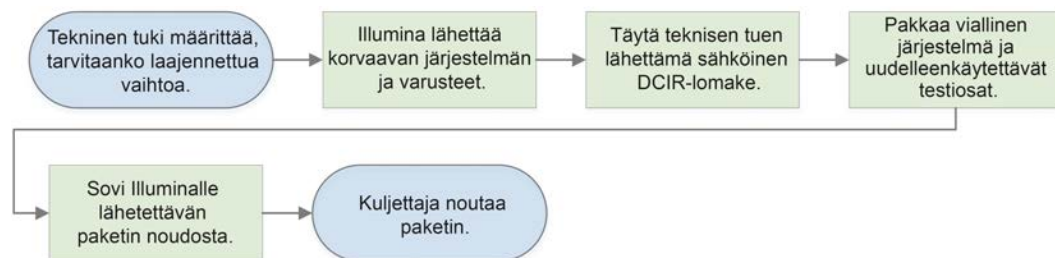 Tekninen tuki määrittää,
tarvitaanko laajennettua
vaihtoa.
Illumina lähettää
korvaavan järjestelmän
ja varusteet.
Täytä teknisen tuen
lähettämä sähköinen
DCIR-lomake.
Pakkaa viallinen
järjestelmä ja
uudelleenkäytettävät
testiosat.
Sovi Illuminalle
lähetettävän
paketin noudosta.
Kuljettaja noutaa
paketin.